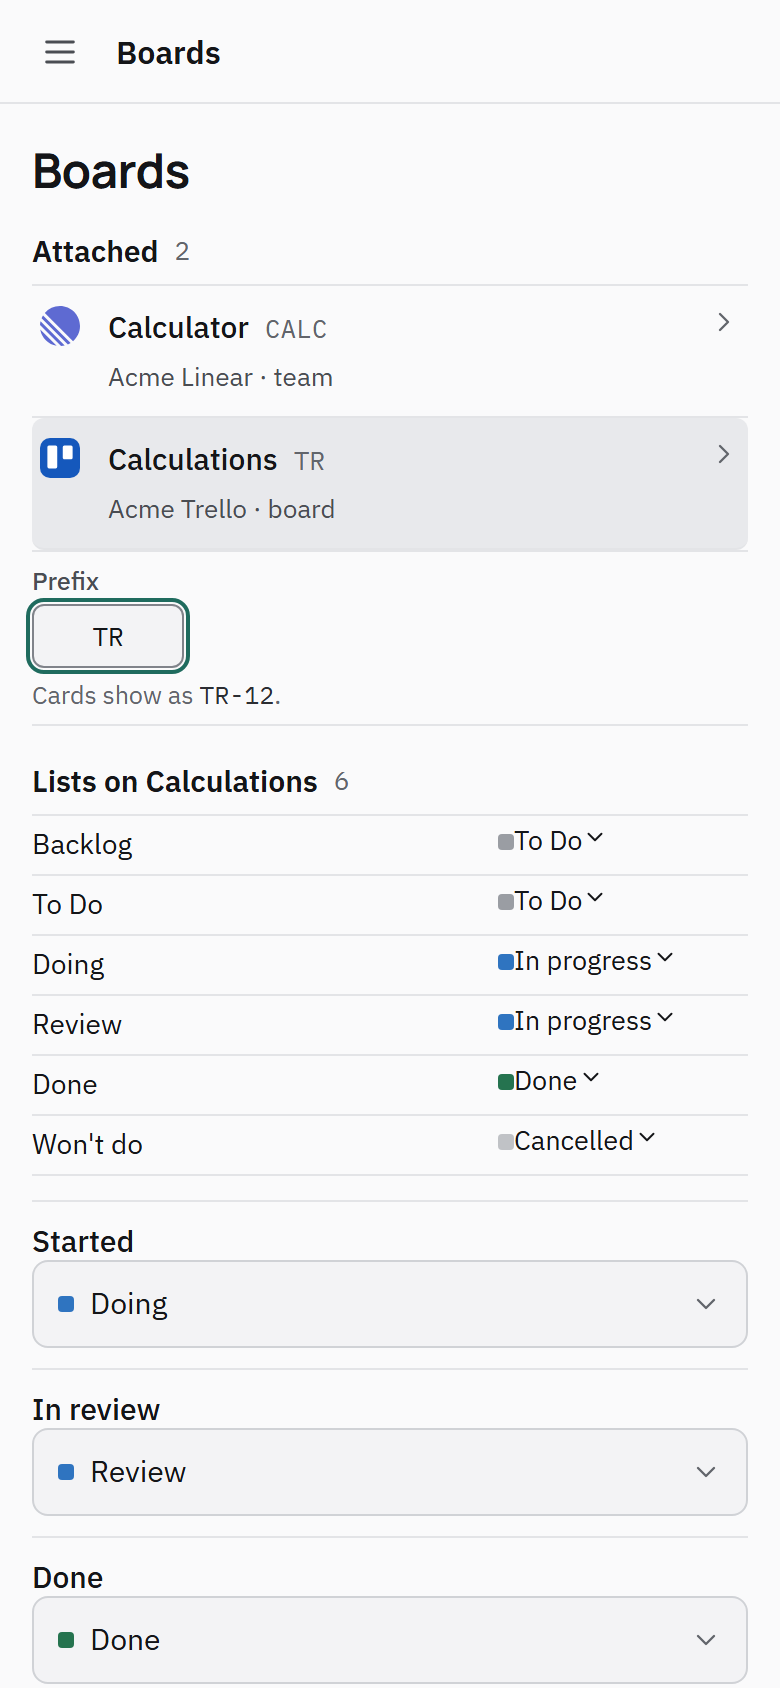 Boards
Boards
Attached 2
Calculator CALC
Acme Linear · team
Calculations TR
Acme Trello · board
Prefix
TR
Cards show as TR-12.
Lists on Calculations 6
Backlog To Do
To Do To Do
Doing In progress
Review In progress
Done Done
Won't do Cancelled
Started
Doing
In review
Review
Done
Done